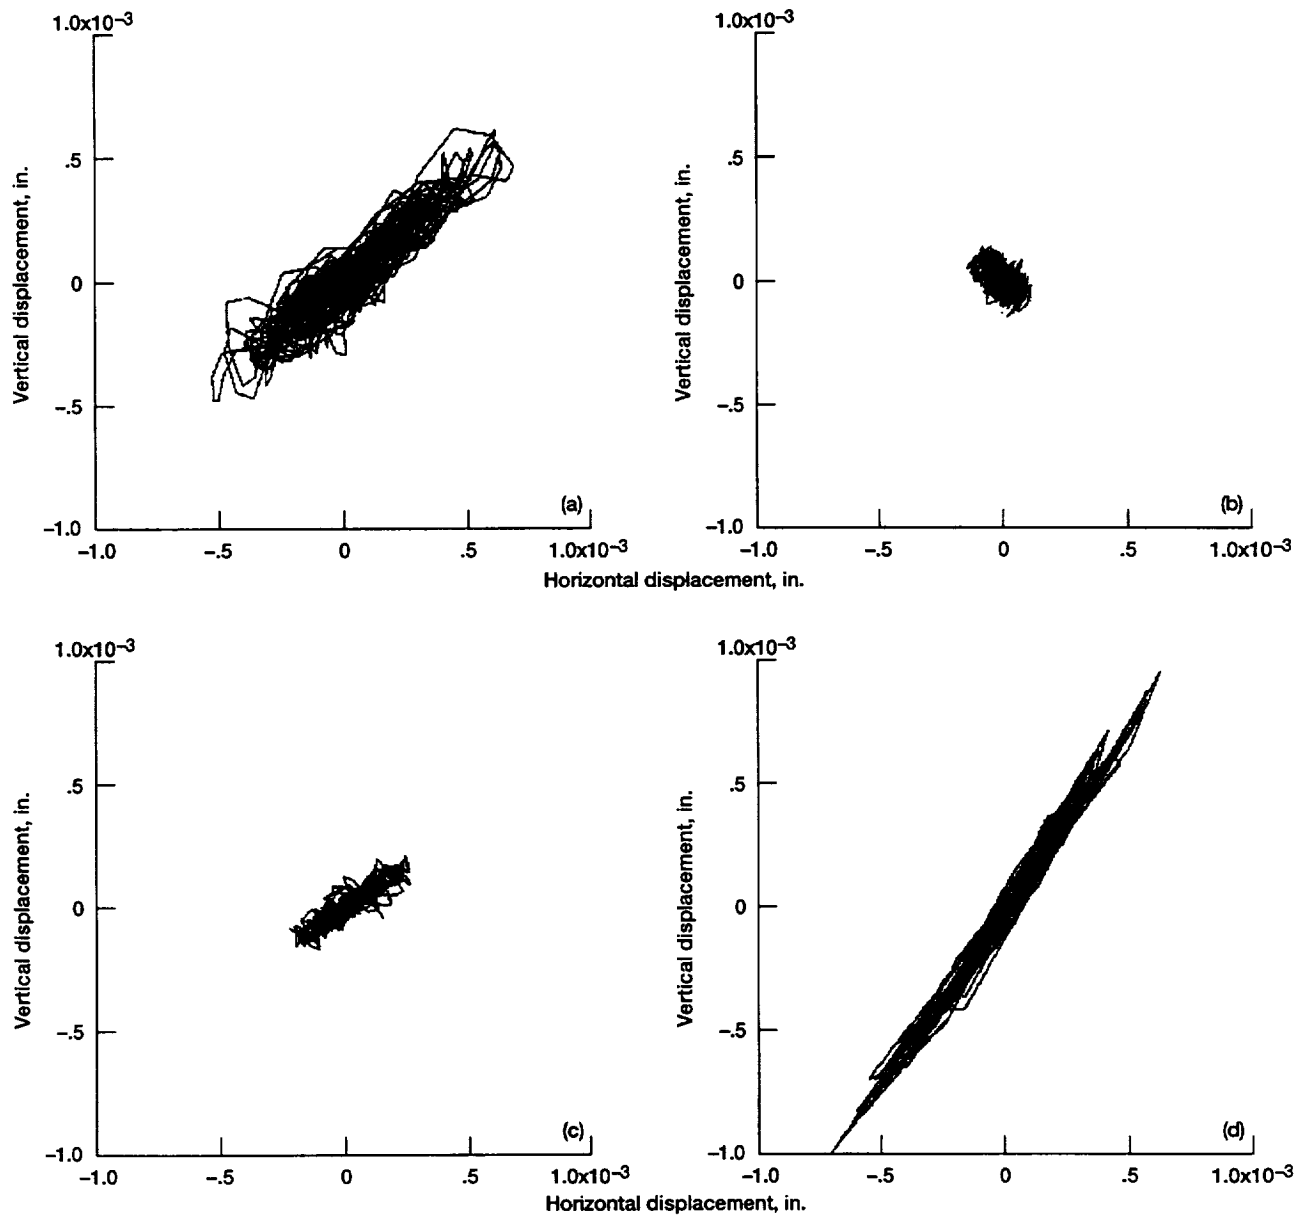 1.0x10–3
1.0x10–3
.5
.5
Vertical displacement, in.
Vertical displacement, in.
0
0
–.5
–.5
(a)
(b)
–1.0
–1.0
–1.0 –.5 0 .5 1.0x10–3
–1.0 –.5 0 .5 1.0x10–3
Horizontal displacement, in.
1.0x10–3
1.0x10–3
.5
.5
Vertical displacement, in.
Vertical displacement, in.
0
0
–.5
–.5
(c)
(d)
–1.0
–1.0
–1.0 –.5 0 .5 1.0x10–3
–1.0 –.5 0 .5 1.0x10–3
Horizontal displacement, in.